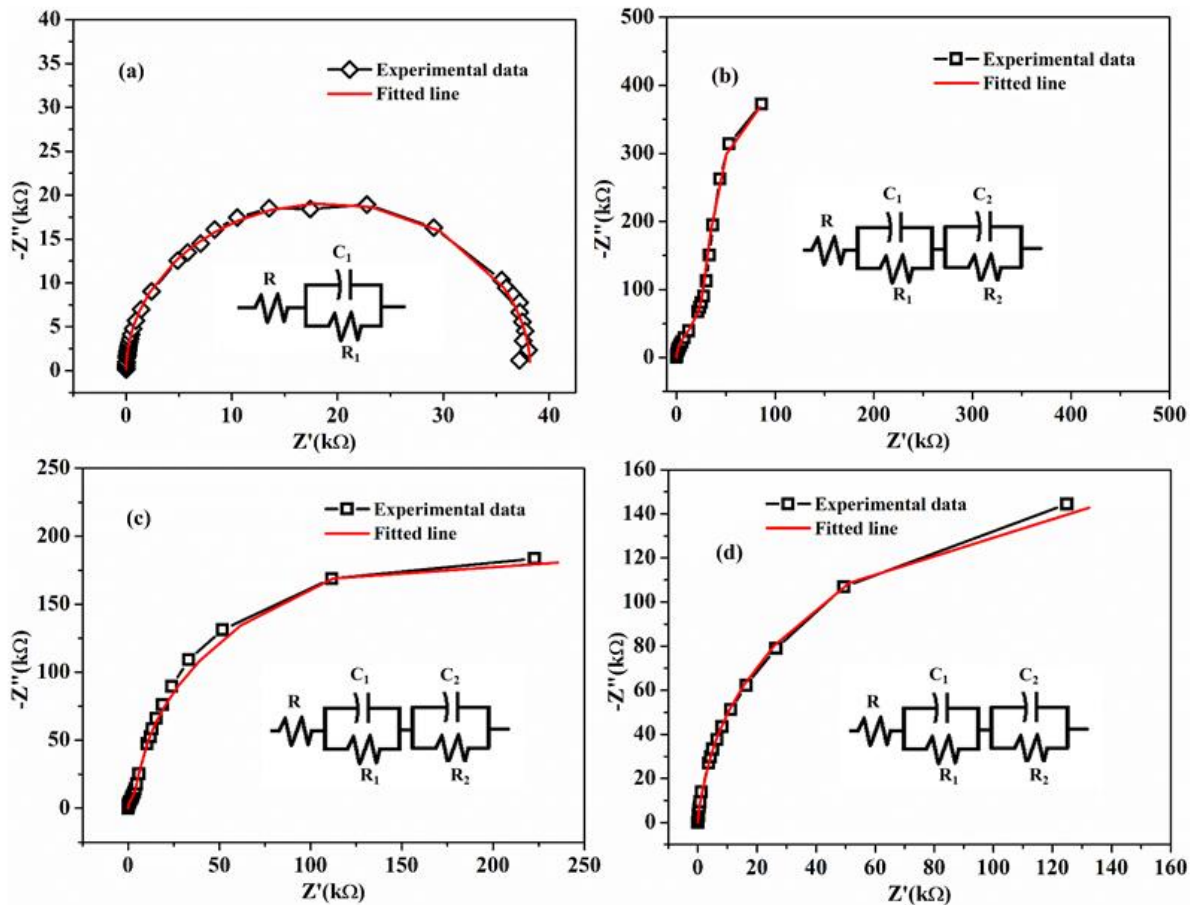 (a)
Experimental data
Fitted line
-Z"(kΩ)
40
35
30
25
20
15
10
5
0
R
C₁
R₁
0 10 20 30 40
Z'(kΩ)
(b)
Experimental data
Fitted line
-Z"(kΩ)
500
400
300
200
100
0
R
C₁
C₂
R₁
R₂
0 100 200 300 400 500
Z'(kΩ)
(c)
Experimental data
Fitted line
-Z"(kΩ)
250
200
150
100
50
0
R
C₁
C₂
R₁
R₂
0 50 100 150 200 250
Z'(kΩ)
(d)
Experimental data
Fitted line
-Z"(kΩ)
160
140
120
100
80
60
40
20
0
R
C₁
C₂
R₁
R₂
0 20 40 60 80 100 120 140 160
Z'(kΩ)